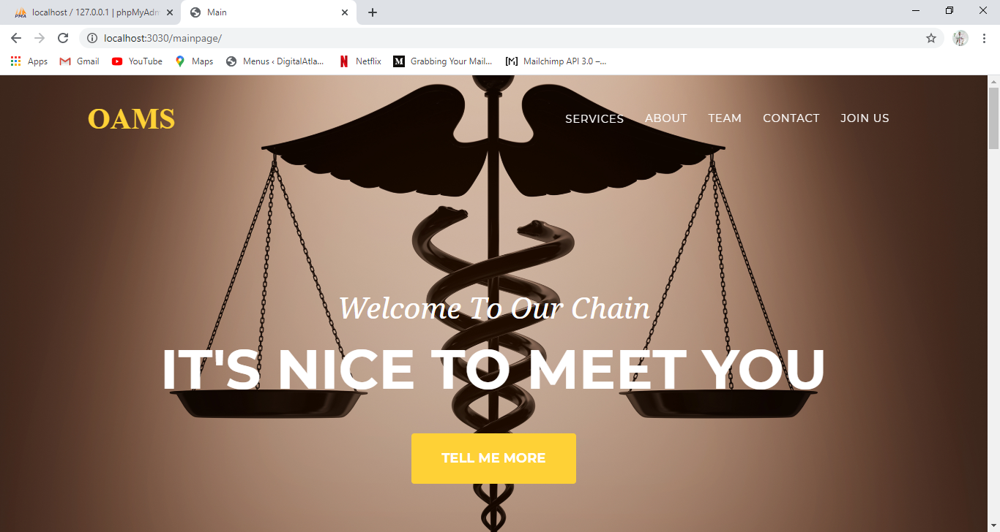 localhost / 127.0.0.1 | phpMyAdm
Main
localhost:3030/mainpage/
Apps Gmail YouTube Maps Menus ‹ DigitalAtla... Netflix Grabbing Your Mail... Mailchimp API 3.0 –...
OAMS
SERVICES ABOUT TEAM CONTACT JOIN US
Welcome To Our Chain
IT'S NICE TO MEET YOU
TELL ME MORE